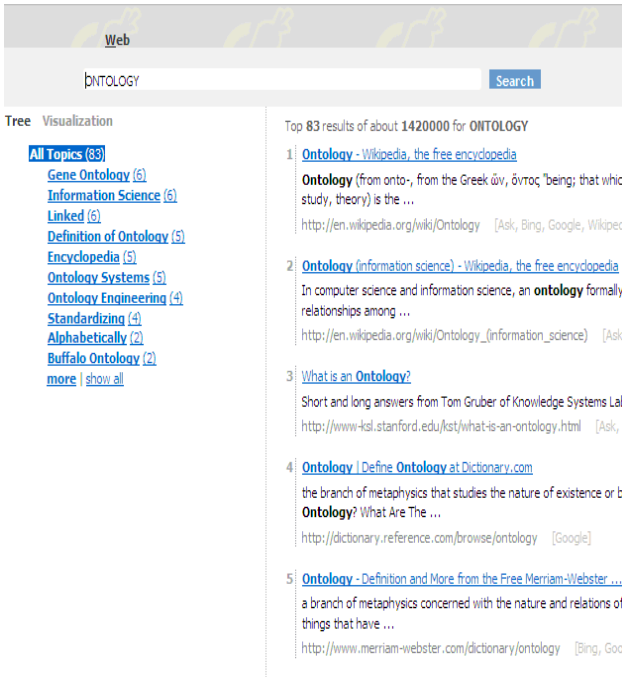 Web
ONTOLOGY
Search
Tree Visualization
All Topics (83)
Gene Ontology (6)
Information Science (6)
Linked (6)
Definition of Ontology (5)
Encyclopedia (5)
Ontology Systems (5)
Ontology Engineering (4)
Standardizing (4)
Alphabetically (2)
Buffalo Ontology (2)
more | show all
Top 83 results of about 1420000 for ONTOLOGY
1 Ontology - Wikipedia, the free encyclopedia
Ontology (from onto-, from the Greek ὤν, ὄντος "being; that whic
study, theory) is the ...
http://en.wikipedia.org/wiki/Ontology [Ask, Bing, Google, Wikiped
2 Ontology (information science) - Wikipedia, the free encyclopedia
In computer science and information science, an ontology formally
relationships among ...
http://en.wikipedia.org/wiki/Ontology_(information_science) [Ask
3 What is an Ontology?
Short and long answers from Tom Gruber of Knowledge Systems Lal
http://www-ksl.stanford.edu/kst/what-is-an-ontology.html [Ask,
4 Ontology | Define Ontology at Dictionary.com
the branch of metaphysics that studies the nature of existence or b
Ontology? What Are The ...
http://dictionary.reference.com/browse/ontology [Google]
5 Ontology - Definition and More from the Free Merriam-Webster ...
a branch of metaphysics concerned with the nature and relations of
things that have ...
http://www.merriam-webster.com/dictionary/ontology [Bing, Goo